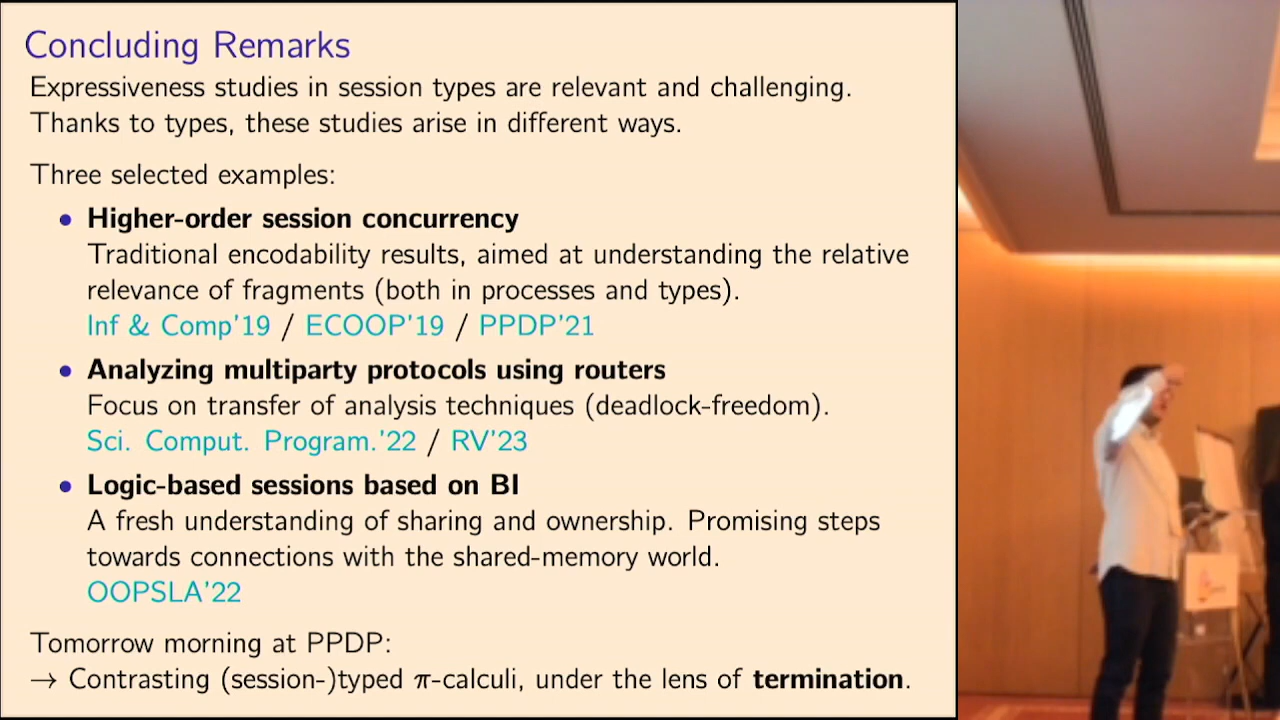 Concluding Remarks
Expressiveness studies in session types are relevant and challenging.
Thanks to types, these studies arise in different ways.
Three selected examples:
• Higher-order session concurrency
Traditional encodability results, aimed at understanding the relative
relevance of fragments (both in processes and types).
Inf & Comp'19 / ECOOP'19 / PPDP'21
• Analyzing multiparty protocols using routers
Focus on transfer of analysis techniques (deadlock-freedom).
Sci. Comput. Program.'22 / RV'23
• Logic-based sessions based on BI
A fresh understanding of sharing and ownership. Promising steps
towards connections with the shared-memory world.
OOPSLA'22
Tomorrow morning at PPDP:
→ Contrasting (session-)typed π-calculi, under the lens of termination.